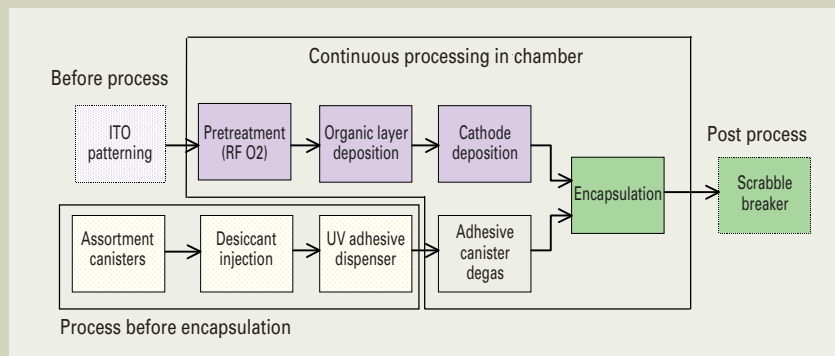 Continuous processing in chamber
Before process
ITO
patterning
Pretreatment
(RF O2)
Organic layer
deposition
Cathode
deposition
Encapsulation
Post process
Scrabble
breaker
Assortment
canisters
Desiccant
injection
UV adhesive
dispenser
Adhesive
canister
degas
Process before encapsulation